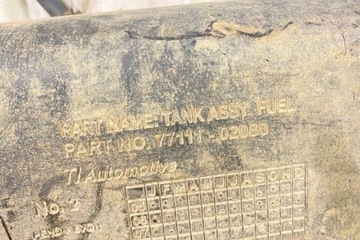 PART NAME:TANK ASSY, FUEL
PART NO.:77111-02080
TI Automotive
J F M A M J J A S O N D
No. 2